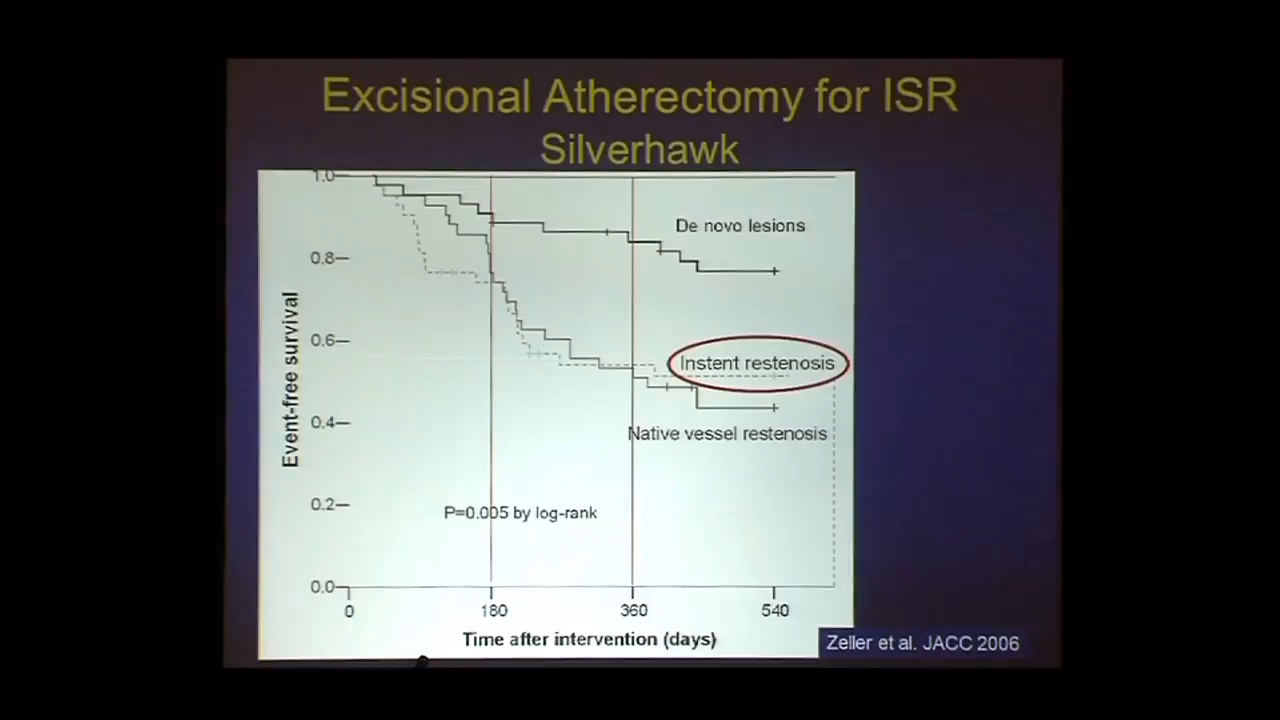 Excisional Atherectomy for ISR
Silverhawk
1.0
0.8
0.6
0.4
0.2
0.0
Event-free survival
De novo lesions
Instent restenosis
Native vessel restenosis
P=0.005 by log-rank
0 180 360 540
Time after intervention (days)
Zeller et al. JACC 2006